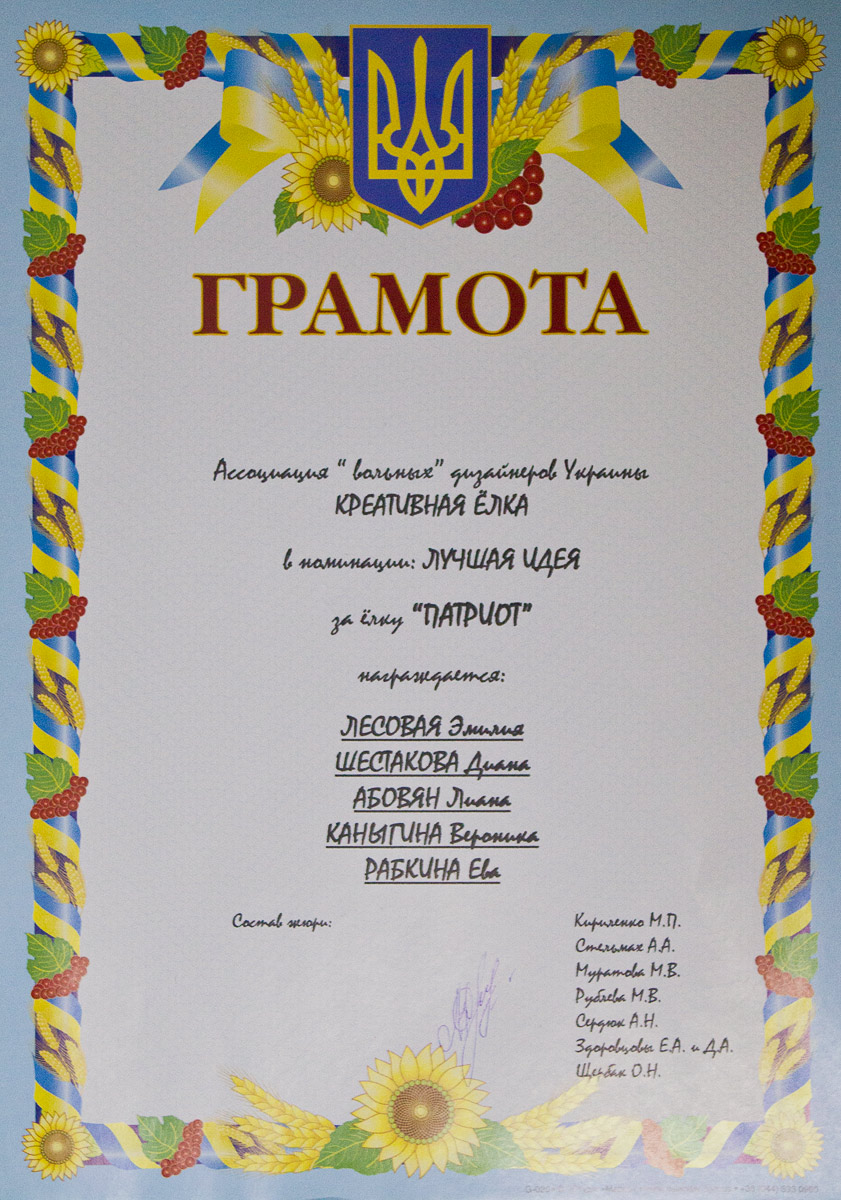 ГРАМОТА
Ассоциация “ вольных” дизайнеров Украины
КРЕАТИВНАЯ ЁЛКА
в номинации: ЛУЧШАЯ ИДЕЯ
за ёлку “ПАТРИОТ”
награждается:
ЛЕСОВАЯ Эмилия
ШЕСТАКОВА Диана
АБОВЯН Лиана
КАНЫГИНА Вероника
РАБКИНА Ева
Состав жюри:
Кириленко М.П.
Стельмах А.А.
Муратова М.В.
Рублева М.В.
Сердюк А.Н.
Здоровцовы Е.А. и Д.А.
Щербак О.Н.